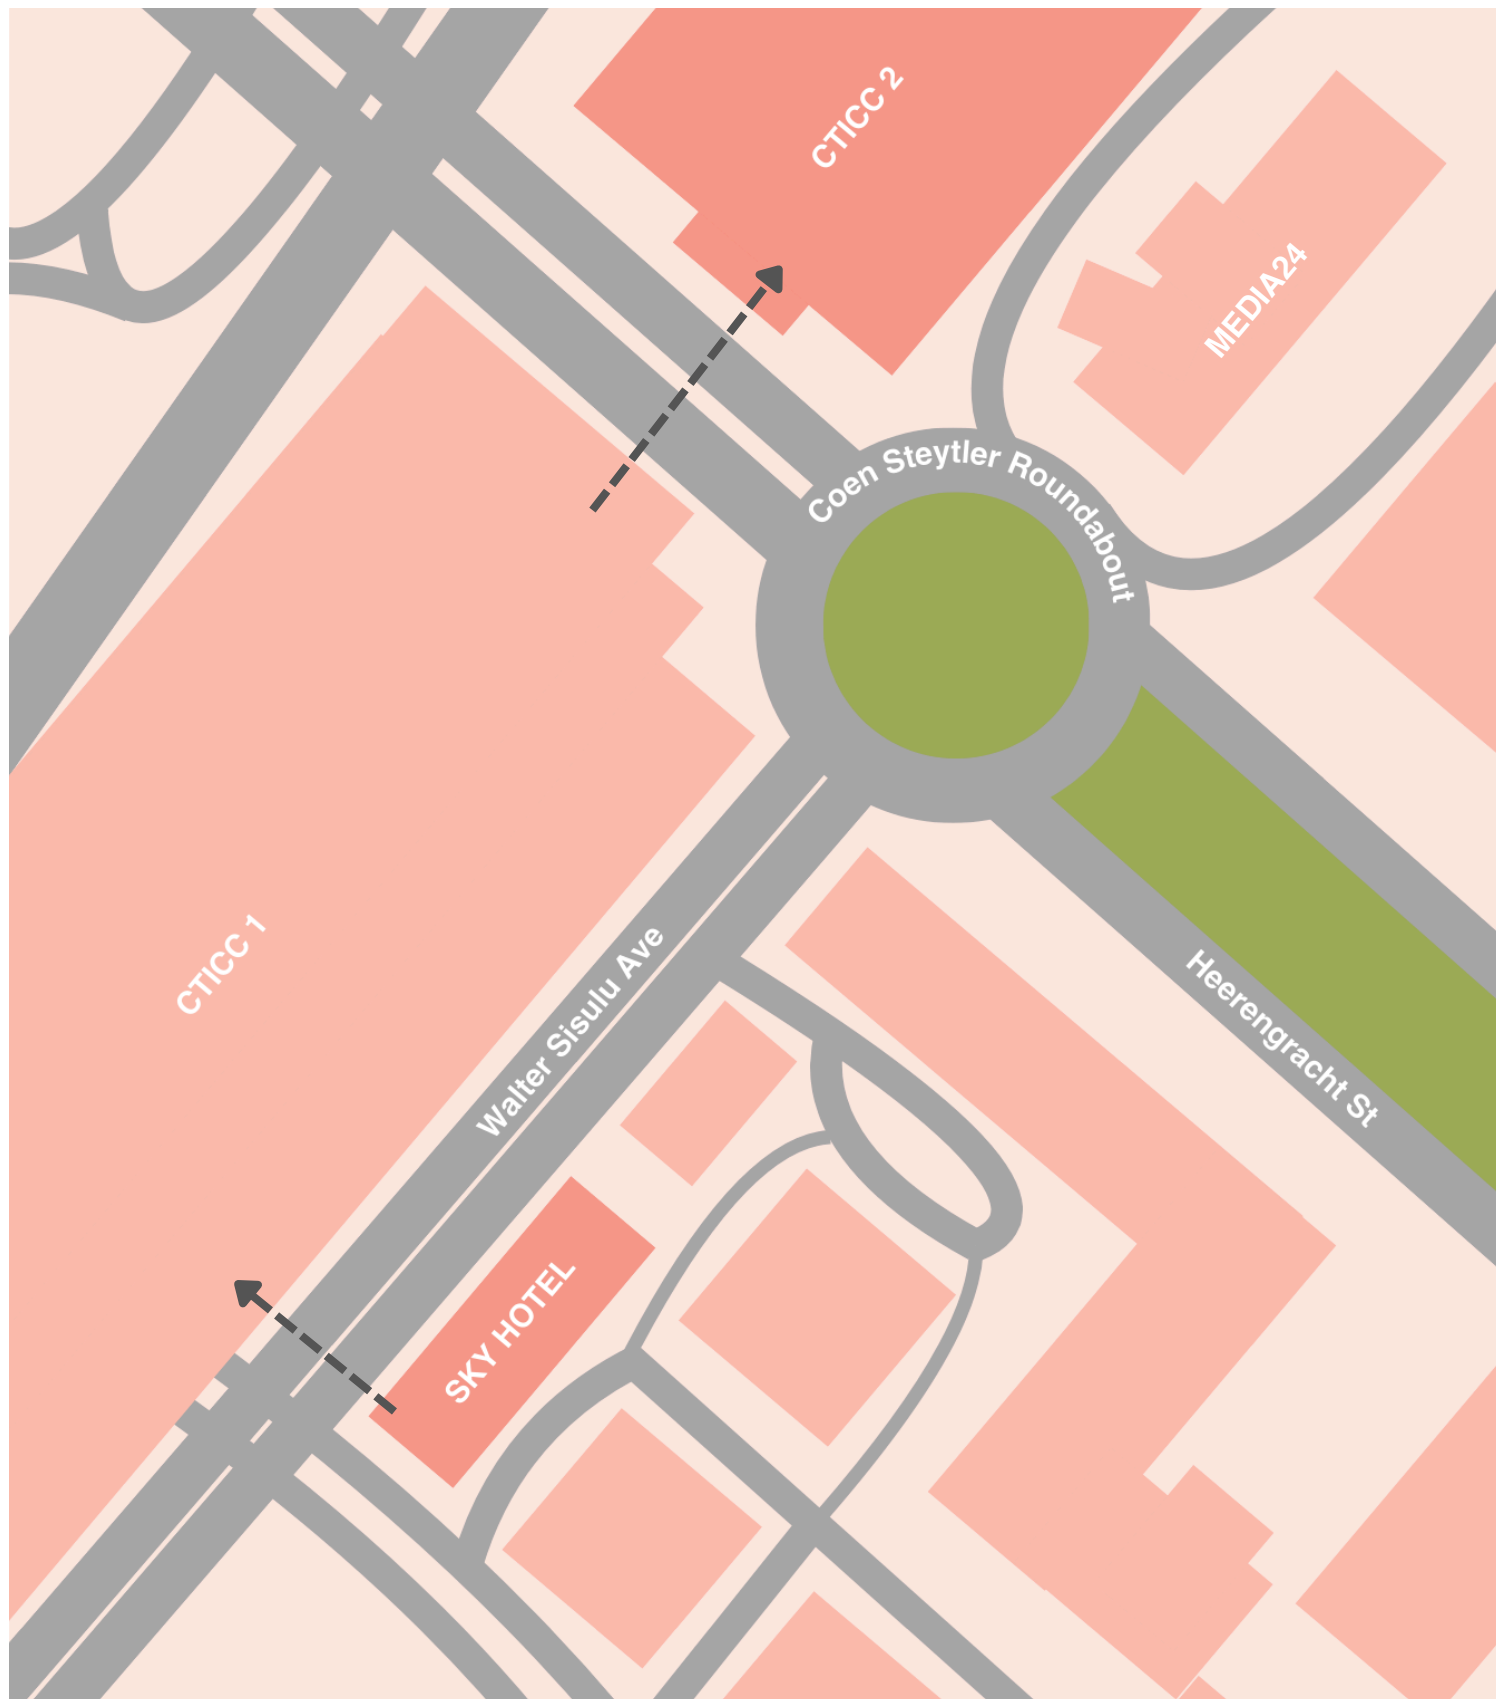 CTICC 2
MEDIA24
Coen Steytler Roundabout
CTICC 1
Walter Sisulu Ave
Heerengracht St
SKY HOTEL